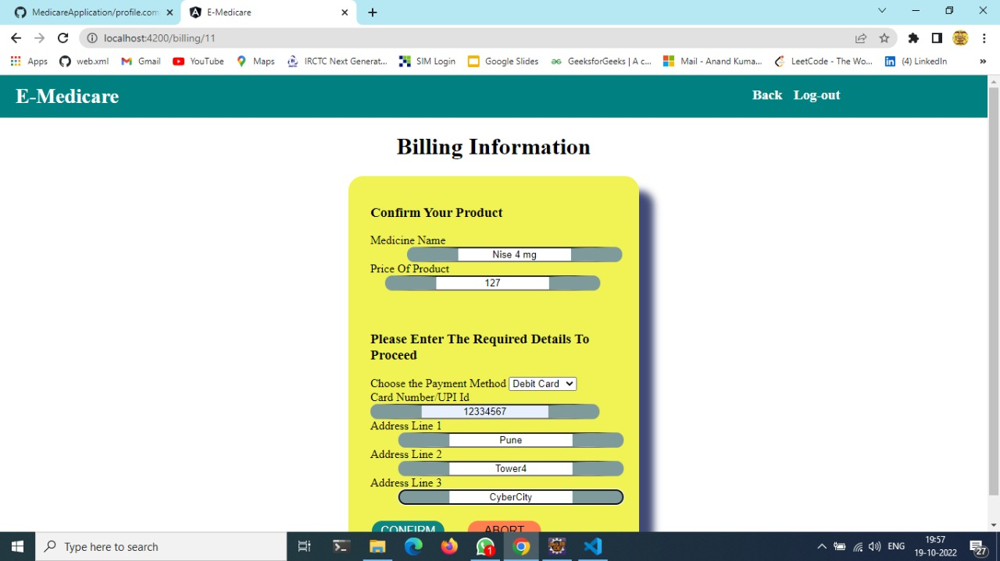 MedicareApplication/profile.com
E-Medicare
localhost:4200/billing/11
Apps
web.xml
Gmail
YouTube
Maps
IRCTC Next Generat...
SIM Login
Google Slides
GeeksforGeeks | A c...
Mail - Anand Kuma...
LeetCode - The Wo...
(4) LinkedIn
»
E-Medicare
Back
Log-out
Billing Information
Confirm Your Product
Medicine Name
Nise 4 mg
Price Of Product
127
Please Enter The Required Details To
Proceed
Choose the Payment Method Debit Card
Card Number/UPI Id
12334567
Address Line 1
Pune
Address Line 2
Tower4
Address Line 3
CyberCity
CONFIRM
ABORT
Type here to search
1
ENG
19:57
19-10-2022
27